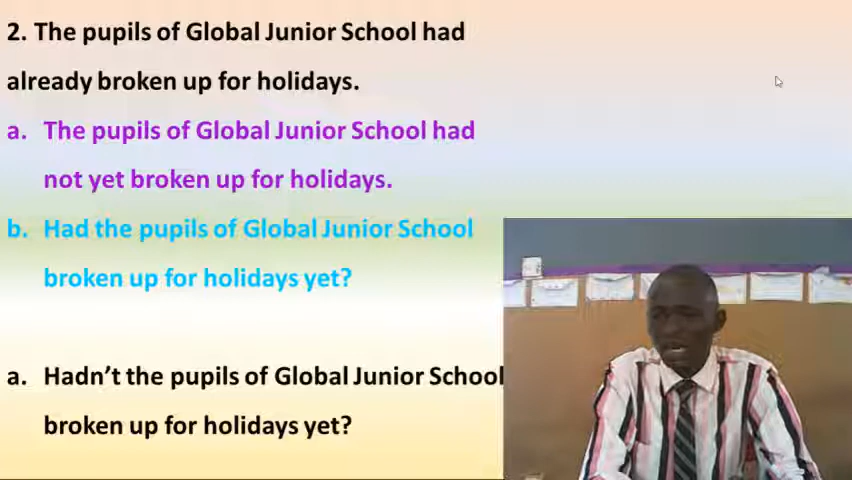 2. The pupils of Global Junior School had
already broken up for holidays.
a. The pupils of Global Junior School had
not yet broken up for holidays.
b. Had the pupils of Global Junior School
broken up for holidays yet?
a. Hadn’t the pupils of Global Junior School
broken up for holidays yet?